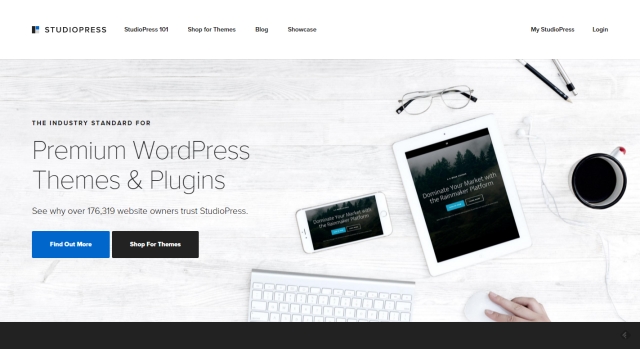 STUDIOPRESS
StudioPress 101
Shop for Themes
Blog
Showcase
My StudioPress
Login
THE INDUSTRY STANDARD FOR
Premium WordPress
Themes & Plugins
See why over 176,319 website owners trust StudioPress.
Find Out More
Shop For Themes
Dominate Your Market with
the Rainmaker Platform
Dominate Your Market with
the Rainmaker Platform